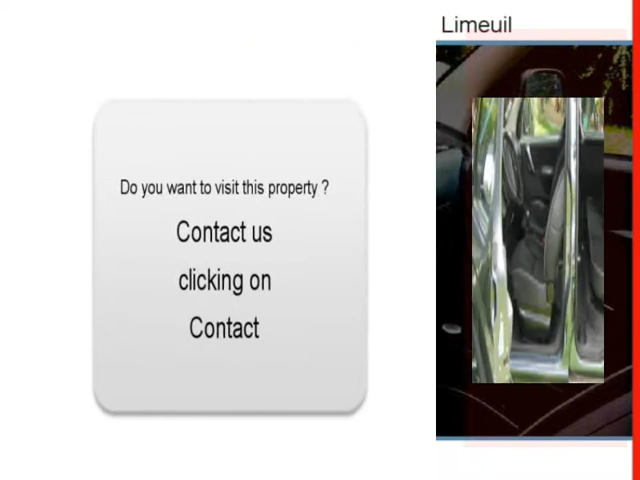 Limeuil
Do you want to visit this property ?
Contact us
clicking on
Contact